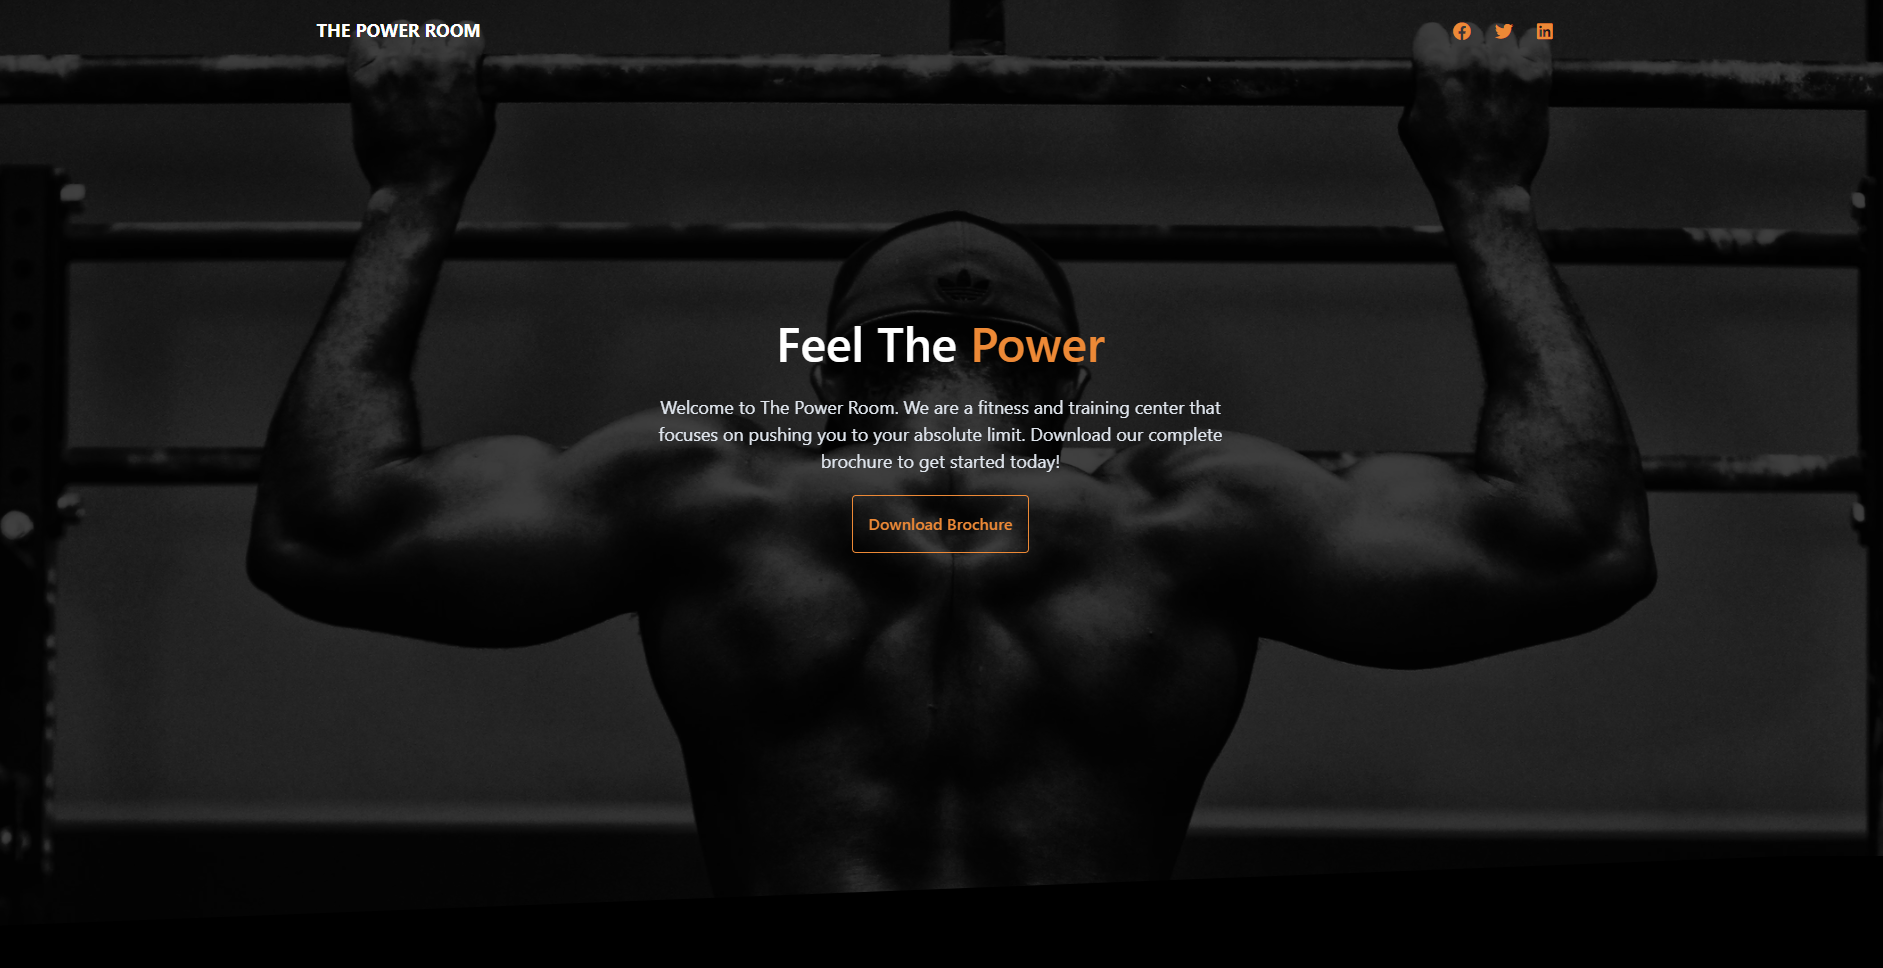 THE POWER ROOM
Feel The Power
Welcome to The Power Room. We are a fitness and training center that
focuses on pushing you to your absolute limit. Download our complete
brochure to get started today!
Download Brochure